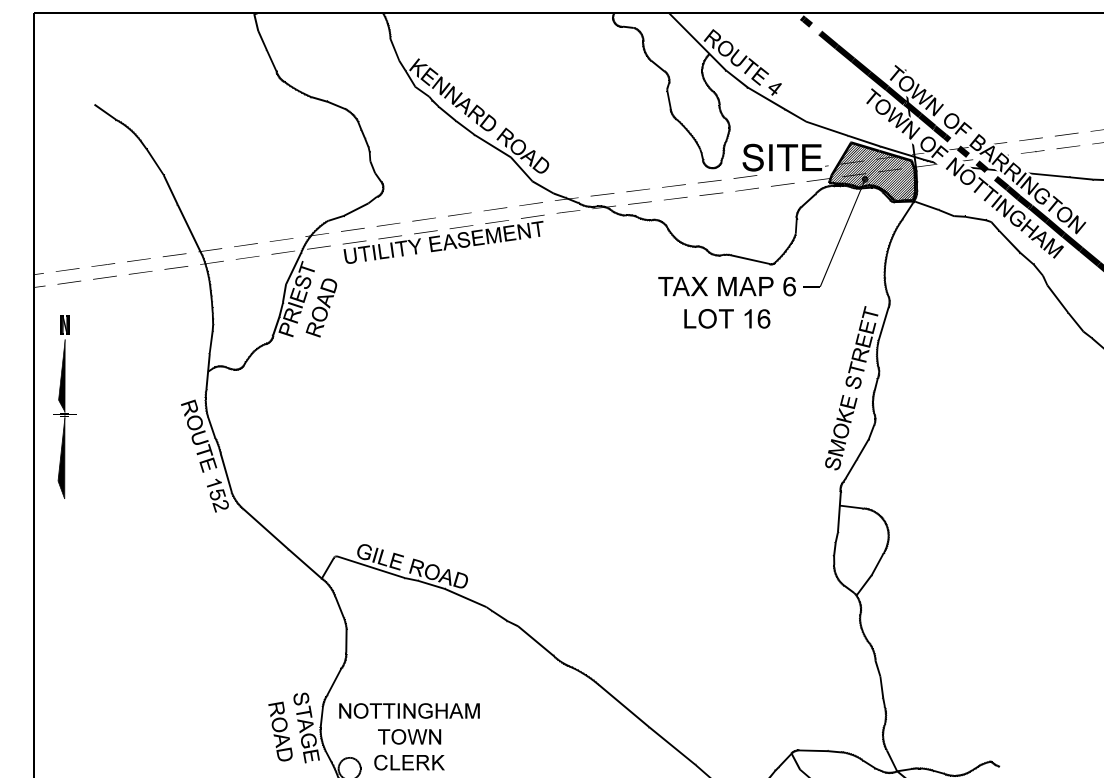 ROUTE 4
KENNARD ROAD
TOWN OF BARRINGTON
TOWN OF NOTTINGHAM
SITE
UTILITY EASEMENT
PRIEST
ROAD
TAX MAP 6
LOT 16
N
SMOKE STREET
ROUTE 152
GILE ROAD
STAGE
ROAD
NOTTINGHAM
TOWN
CLERK